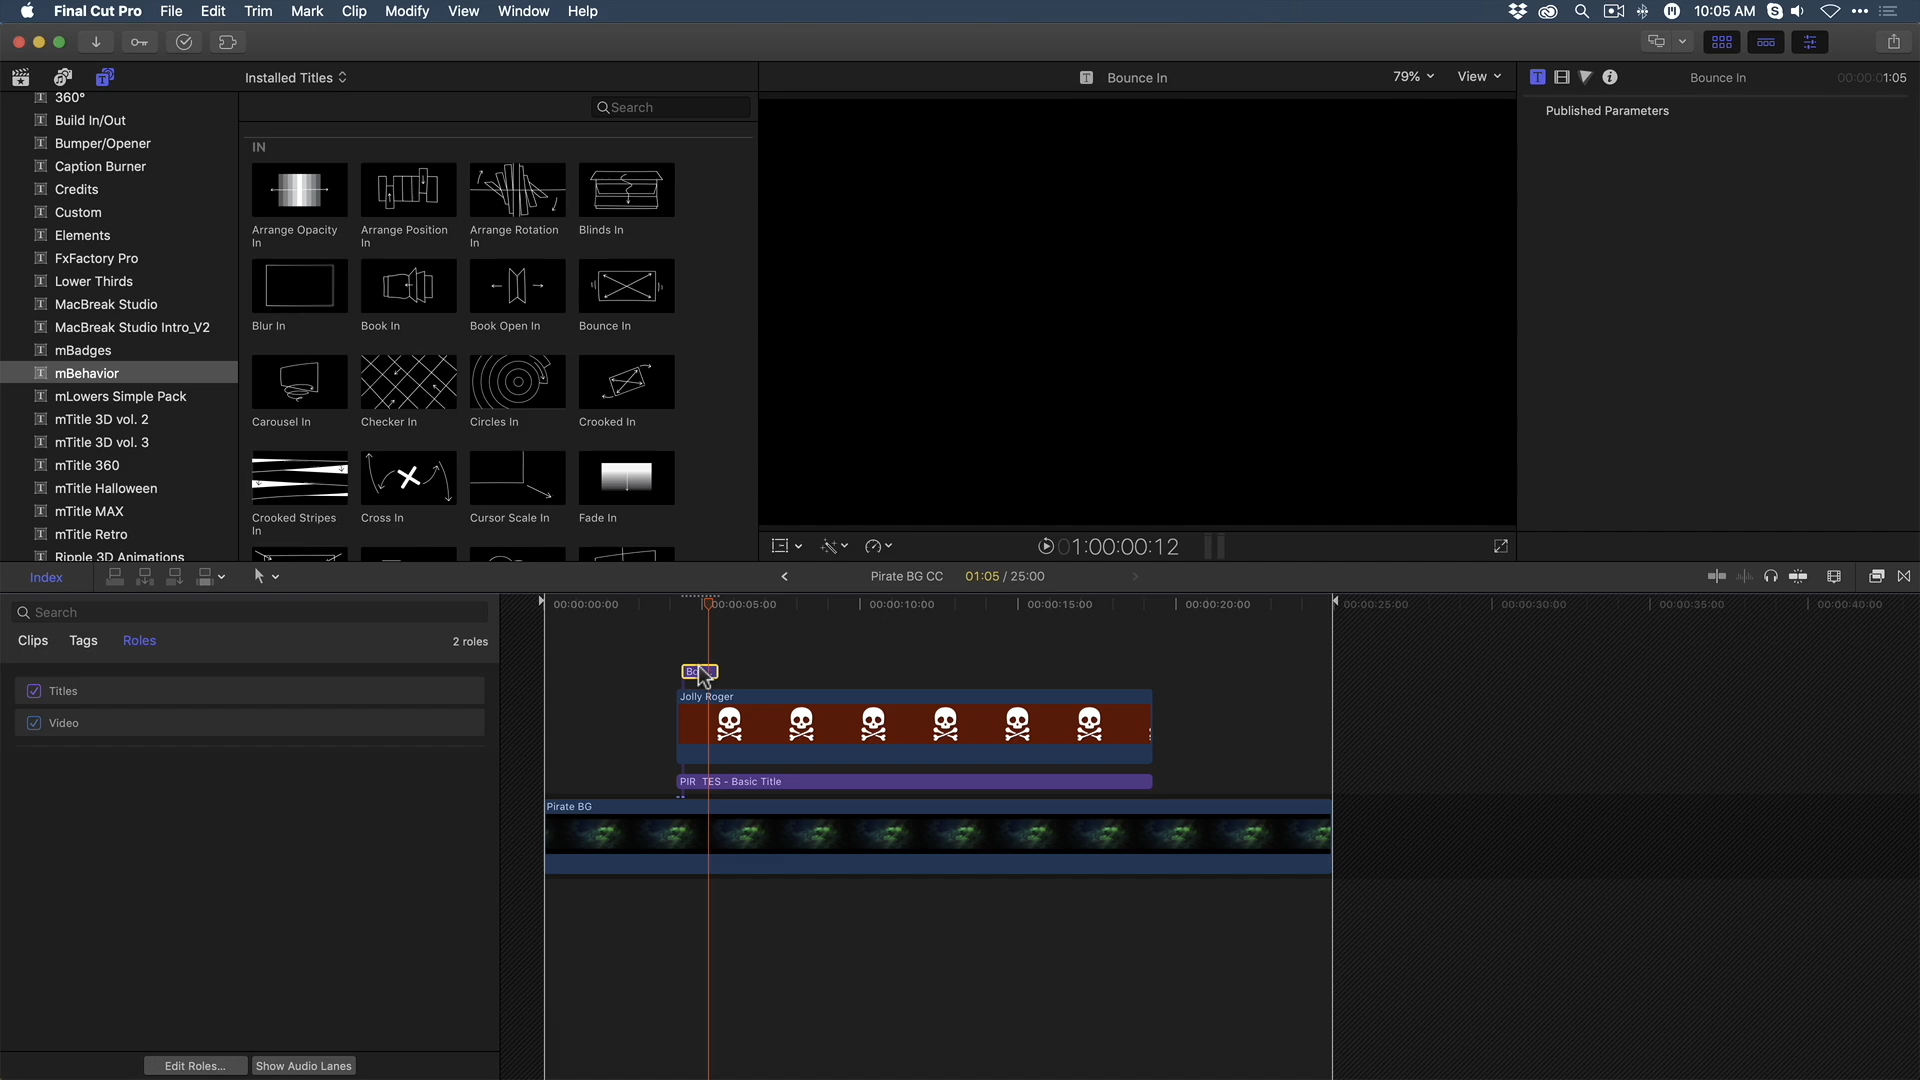 Final Cut Pro File Edit Trim Mark Clip Modify View Window Help 10:05 AM
Installed Titles Bounce In 79% View Bounce In 00:00:01:05
Search
Published Parameters
360°
Build In/Out
Bumper/Opener
Caption Burner
Credits
Custom
Elements
FxFactory Pro
Lower Thirds
MacBreak Studio
MacBreak Studio Intro_V2
mBadges
mBehavior
mLowers Simple Pack
mTitle 3D vol. 2
mTitle 3D vol. 3
mTitle 360
mTitle Halloween
mTitle MAX
mTitle Retro
Ripple 3D Animations
IN
Arrange Opacity In
Arrange Position In
Arrange Rotation In
Blinds In
Blur In
Book In
Book Open In
Bounce In
Carousel In
Checker In
Circles In
Crooked In
Crooked Stripes In
Cross In
Cursor Scale In
Fade In
01:00:00:12
Index Pirate BG CC 01:05 / 25:00
Search
Clips Tags Roles 2 roles
Titles
Video
00:00:00:00 00:00:05:00 00:00:10:00 00:00:15:00 00:00:20:00 00:00:25:00 00:00:30:00 00:00:35:00 00:00:40:00
Jolly Roger
PIR TES - Basic Title
Pirate BG
Edit Roles... Show Audio Lanes